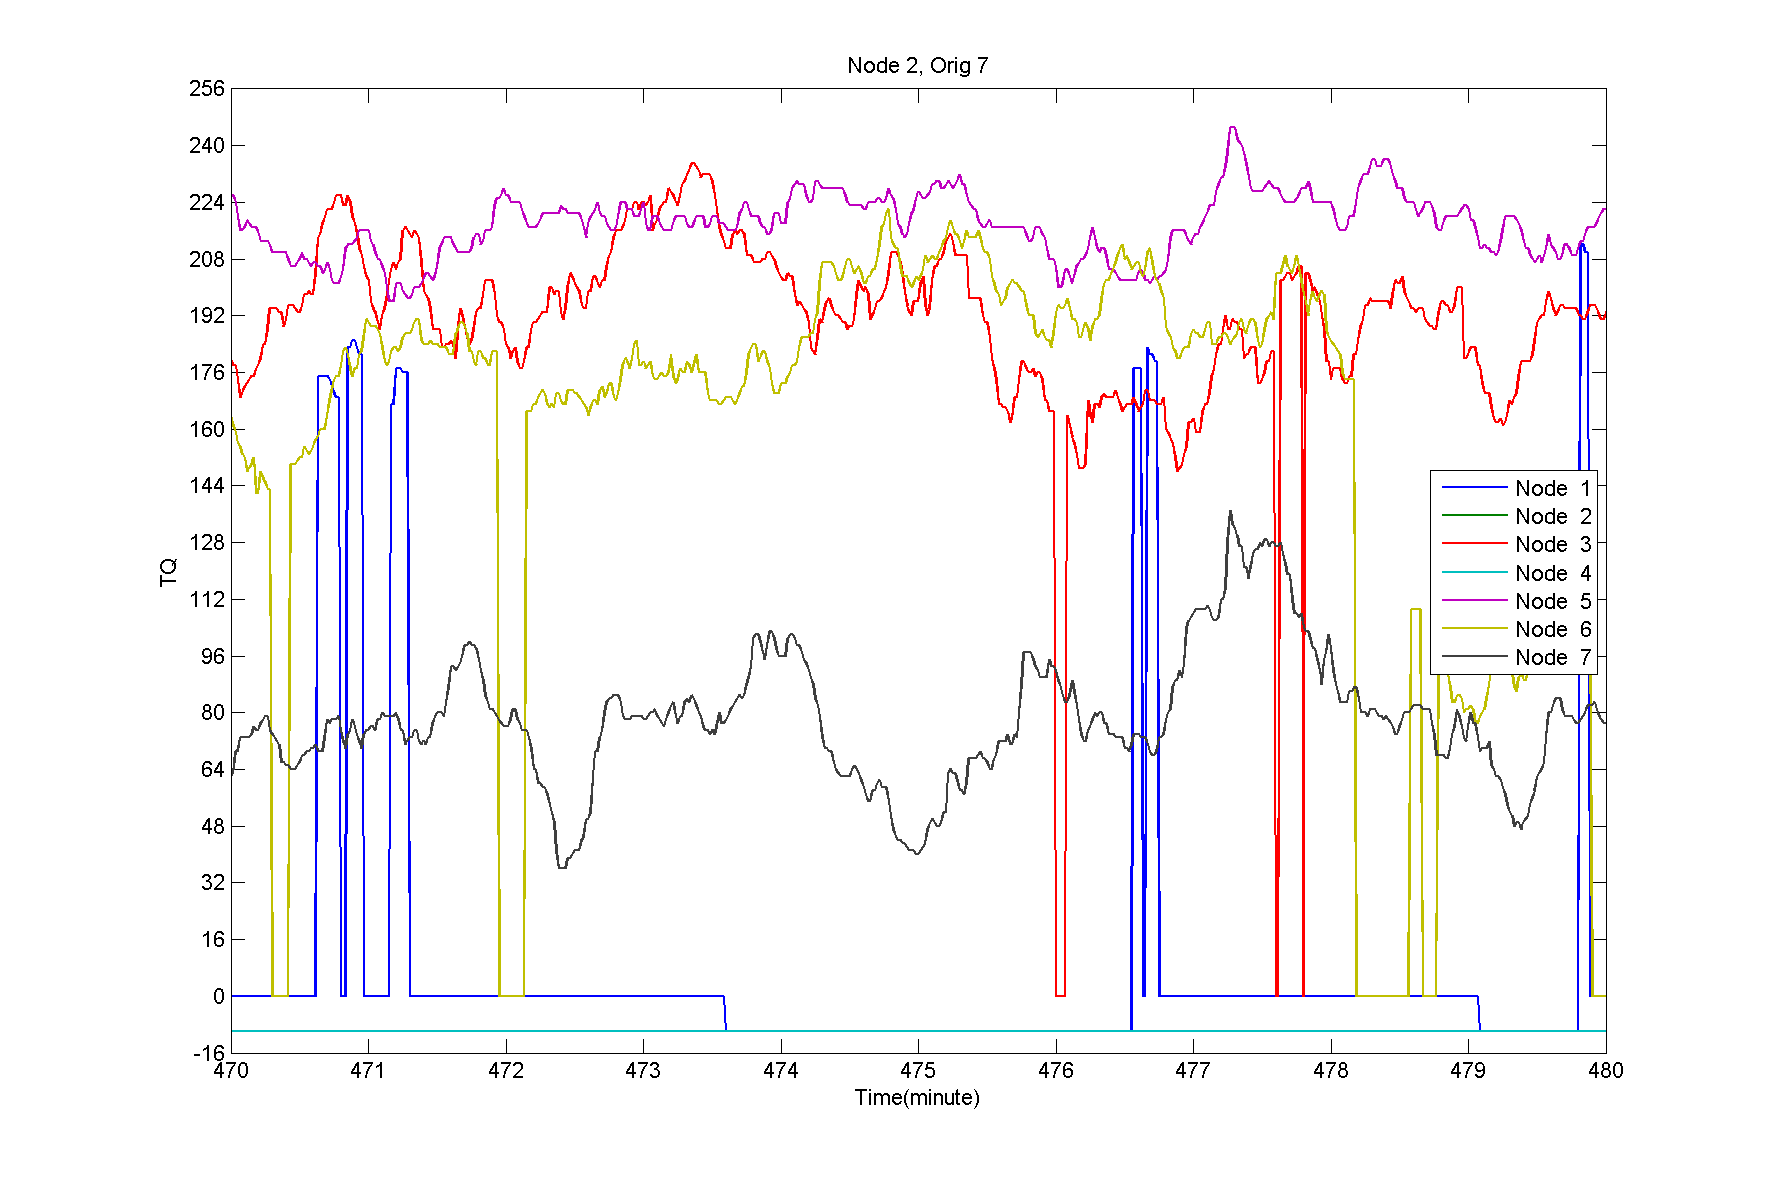 Node 2, Orig 7
256
240
224
208
192
176
160
144
128
112
96
80
64
48
32
16
0
-16
TQ
Node 1
Node 2
Node 3
Node 4
Node 5
Node 6
Node 7
470 471 472 473 474 475 476 477 478 479 480
Time(minute)